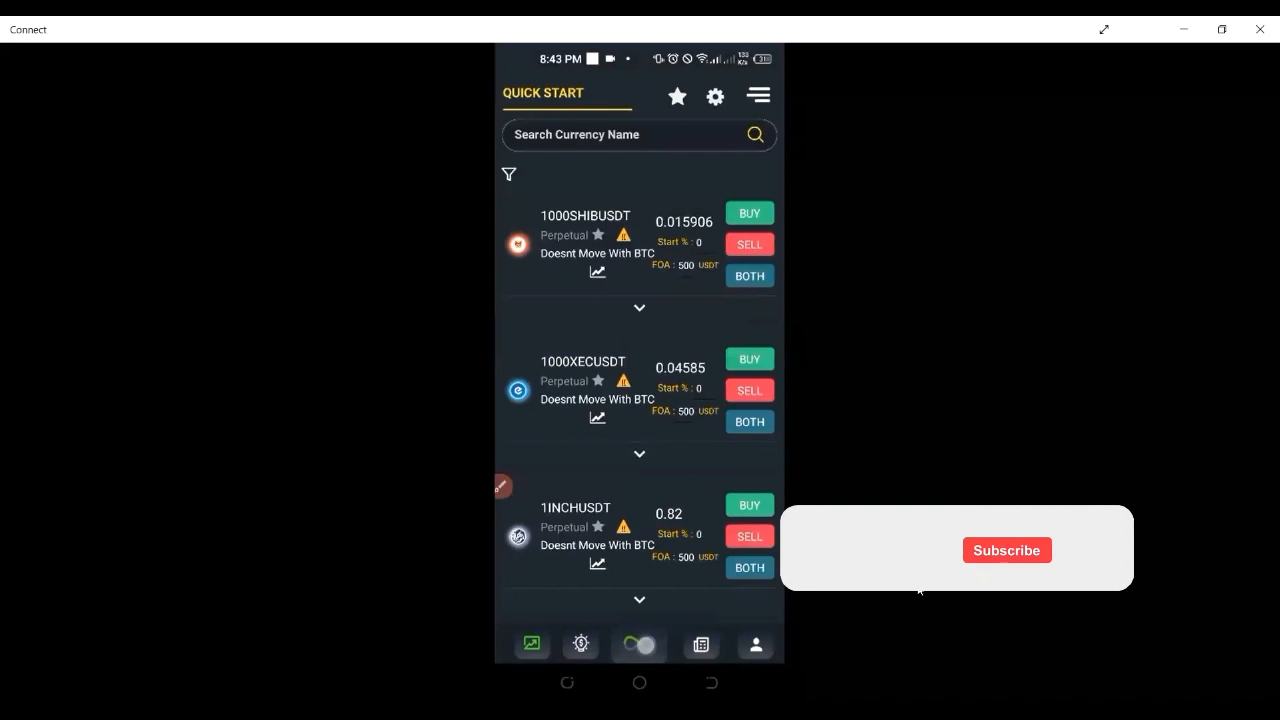 Connect
8:43 PM
133
K/s
31
QUICK START
Search Currency Name
1000SHIBUSDT
Perpetual
Doesnt Move With BTC
0.015906
Start % : 0
FOA : 500 USDT
BUY
SELL
BOTH
1000XECUSDT
Perpetual
Doesnt Move With BTC
0.04585
Start % : 0
FOA : 500 USDT
BUY
SELL
BOTH
1INCHUSDT
Perpetual
Doesnt Move With BTC
0.82
Start % : 0
FOA : 500 USDT
BUY
SELL
BOTH
Subscribe